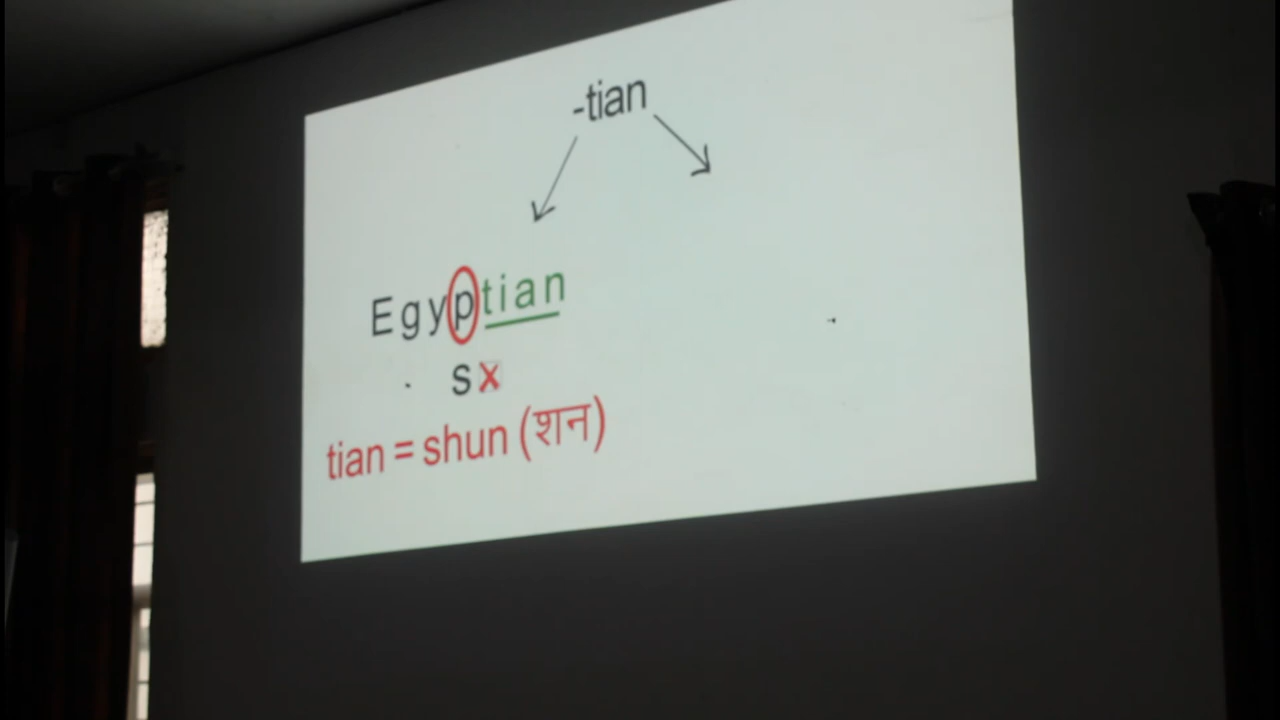 -tian
Egyptian
s x
tian = shun (शन)